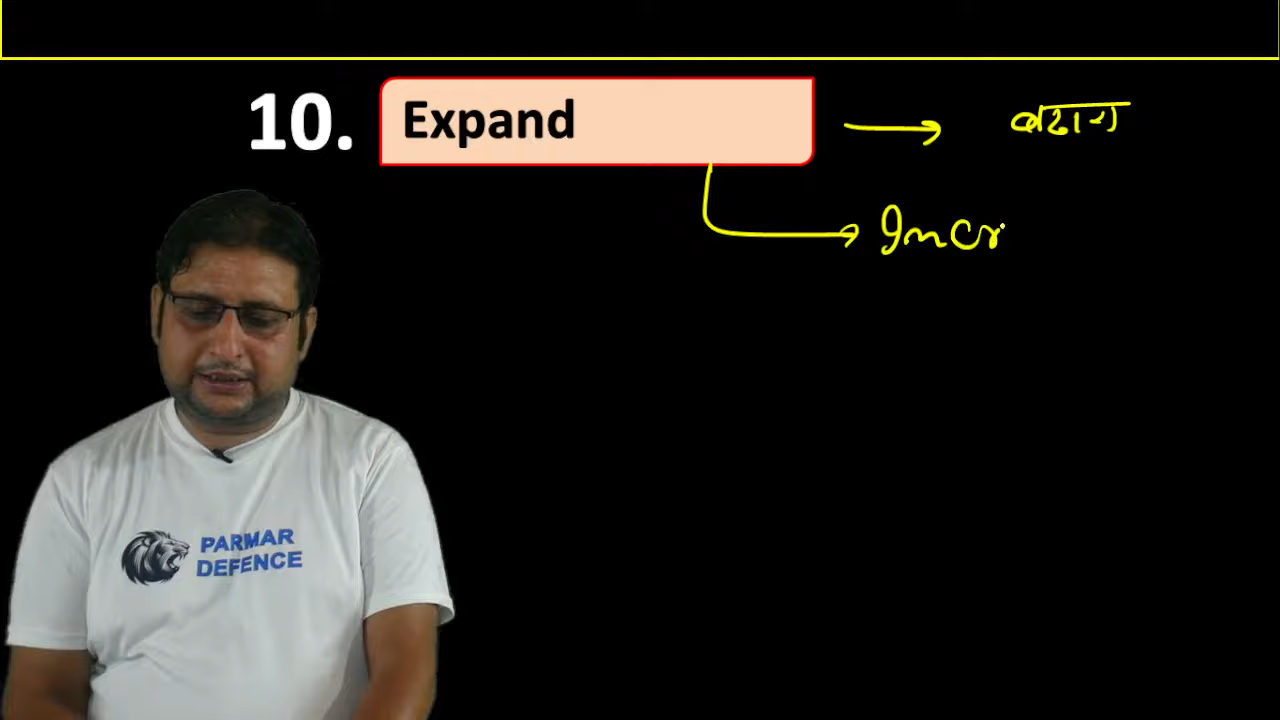 10. Expand
बढाना
Incr
PARMAR
DEFENCE